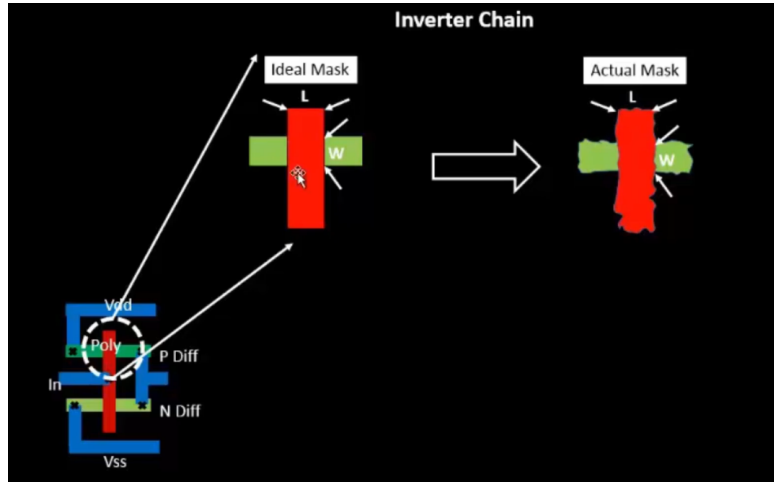 Inverter Chain
Ideal Mask
Actual Mask
L
L
W
W
Vdd
Poly
P Diff
In
N Diff
Vss